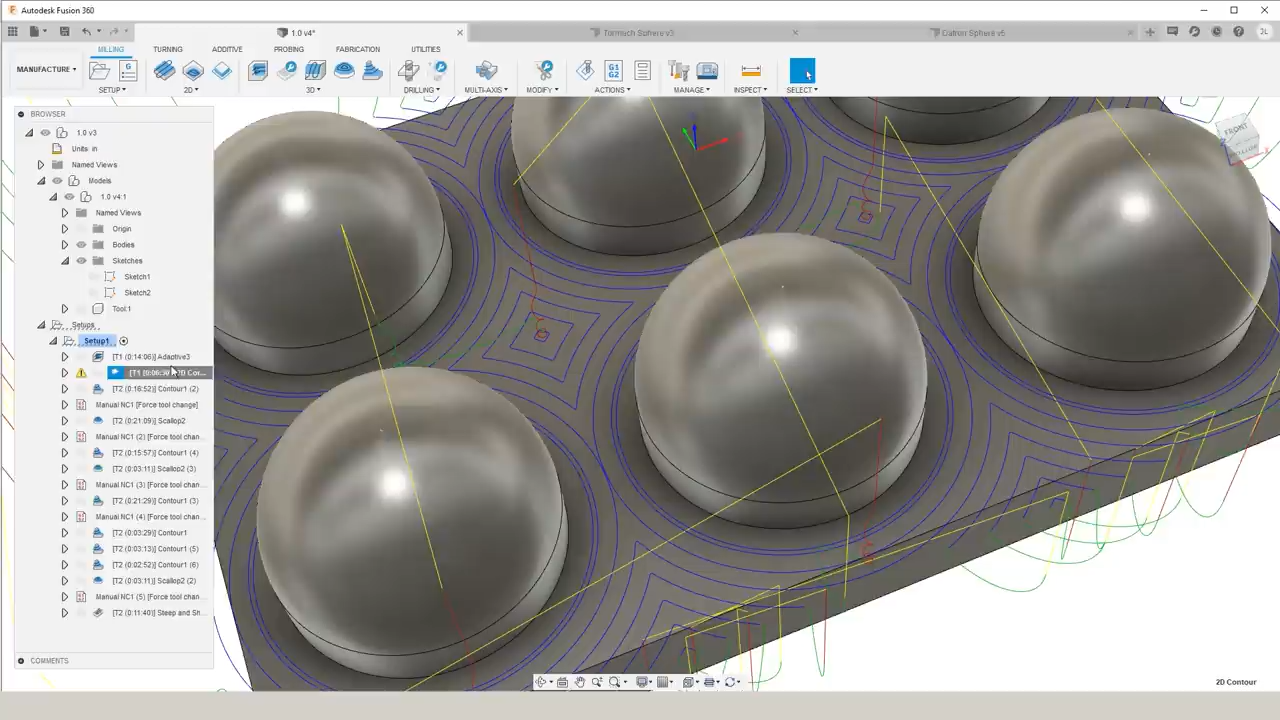 Autodesk Fusion 360
1.0 v4*
Tormach Sphere v3
Datron Sphere v5
MILLING TURNING ADDITIVE PROBING FABRICATION UTILITIES
MANUFACTURE
G1
G2
SETUP 2D 3D DRILLING MULTI-AXIS MODIFY ACTIONS MANAGE INSPECT SELECT
BROWSER
1.0 v3
Units in
Named Views
Models
1.0 v4:1
Named Views
Origin
Bodies
Sketches
Sketch1
Sketch2
Tool:1
Setups
Setup1
[T1 (0:14:06)] Adaptive3
[T2 (0:16:52)] Contour1 (2)
Manual NC1 [Force tool change]
[T2 (0:21:09)] Scallop2
Manual NC1 (2) [Force tool chan...
[T2 (0:15:57)] Contour1 (4)
[T2 (0:03:11)] Scallop2 (3)
Manual NC1 (3) [Force tool chan...
[T2 (0:21:29)] Contour1 (3)
Manual NC1 (4) [Force tool chan...
[T2 (0:03:29)] Contour1
[T2 (0:03:13)] Contour1 (5)
[T2 (0:02:52)] Contour1 (6)
[T2 (0:03:11)] Scallop2 (2)
Manual NC1 (5) [Force tool chan...
[T2 (0:11:40)] Steep and Sh...
COMMENTS
FRONT
2D Contour